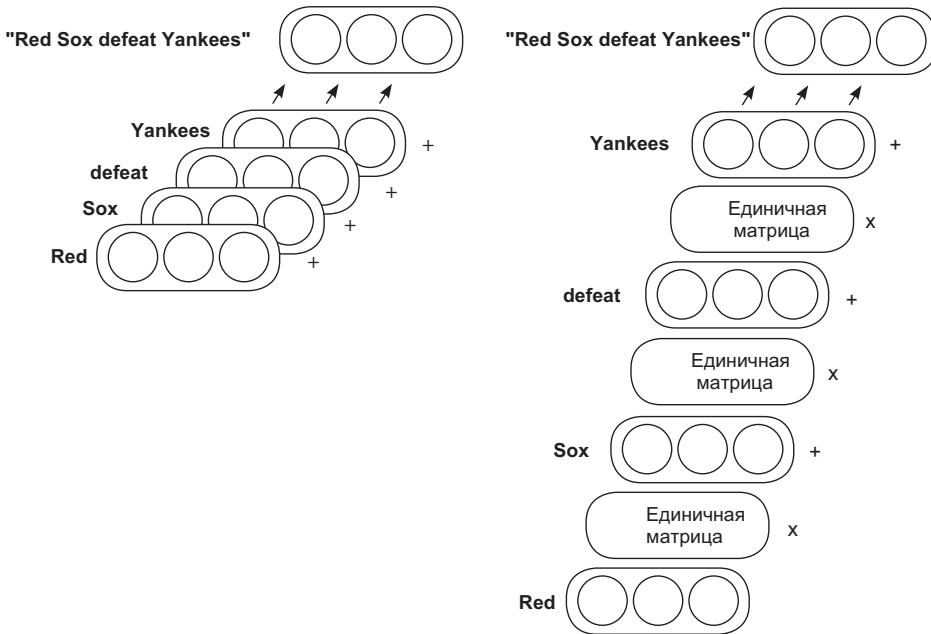 "Red Sox defeat Yankees"
Yankees
+
defeat
+
Sox
+
Red
+
"Red Sox defeat Yankees"
Yankees
+
Единичная
матрица
x
defeat
+
Единичная
матрица
x
Sox
+
Единичная
матрица
x
Red